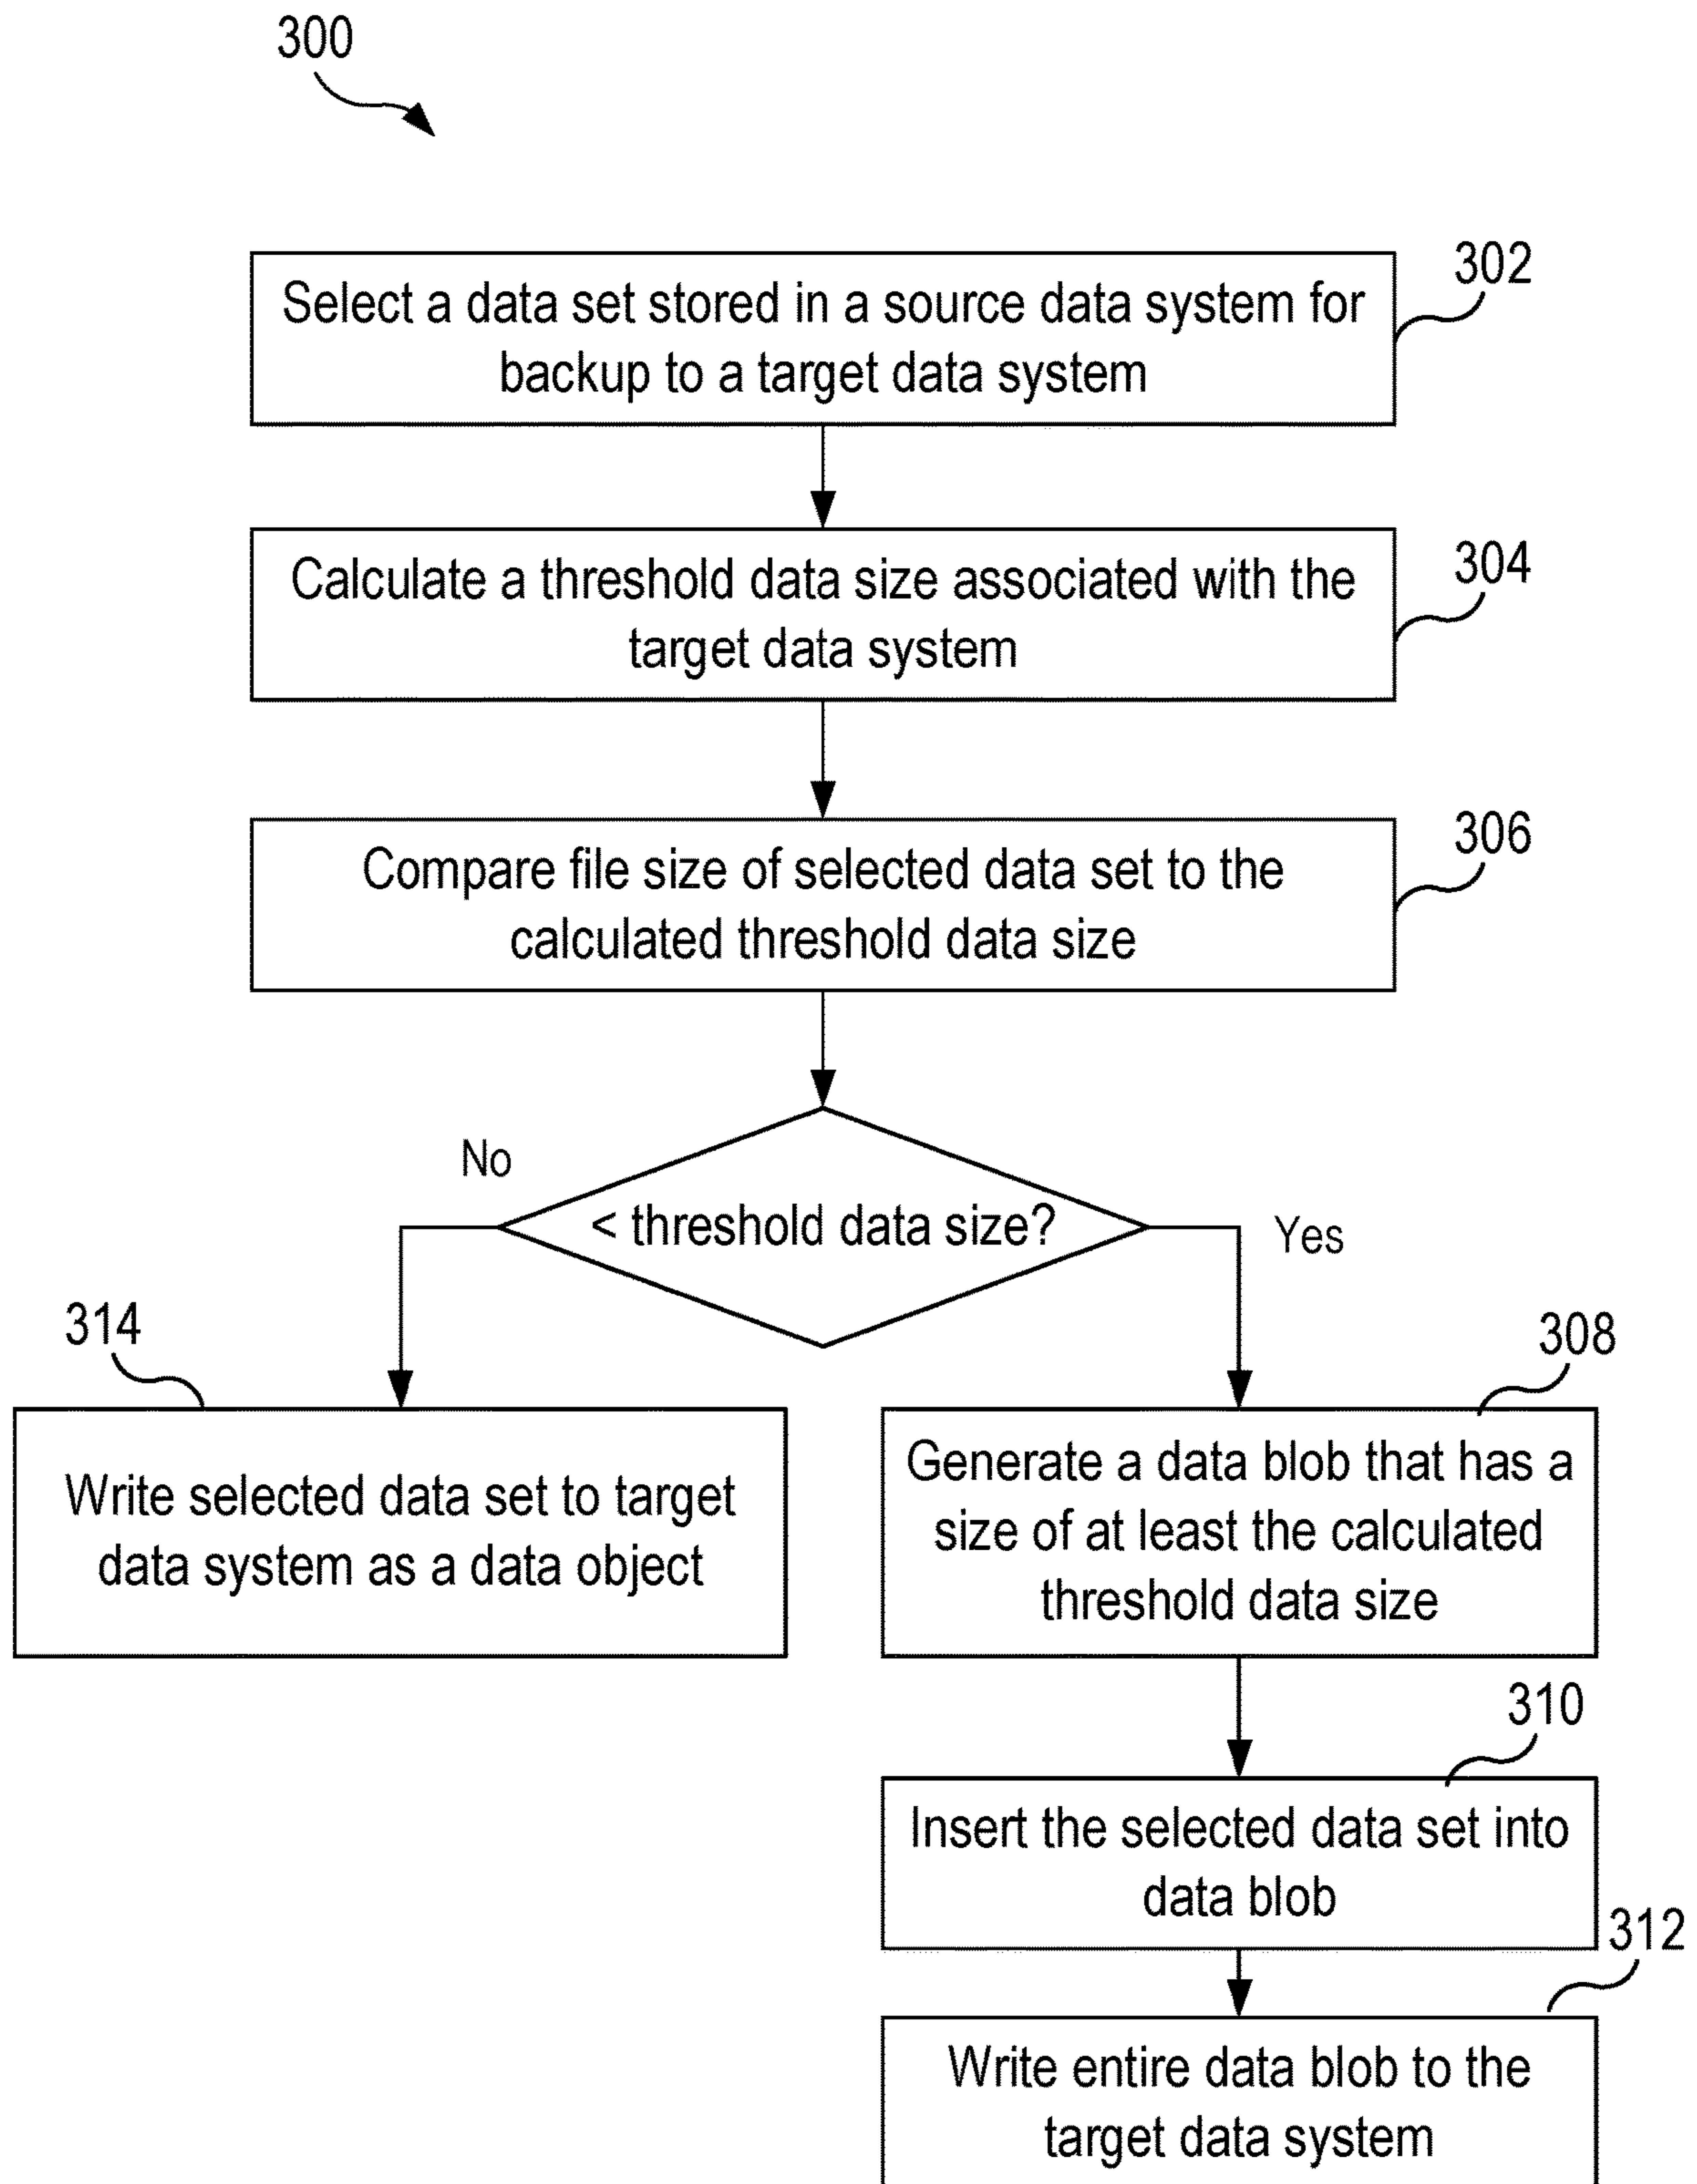 300
302
Select a data set stored in a source data system for
backup to a target data system
304
Calculate a threshold data size associated with the
target data system
306
Compare file size of selected data set to the
calculated threshold data size
No
< threshold data size?
Yes
314
Write selected data set to target
data system as a data object
308
Generate a data blob that has a
size of at least the calculated
threshold data size
310
Insert the selected data set into
data blob
312
Write entire data blob to the
target data system